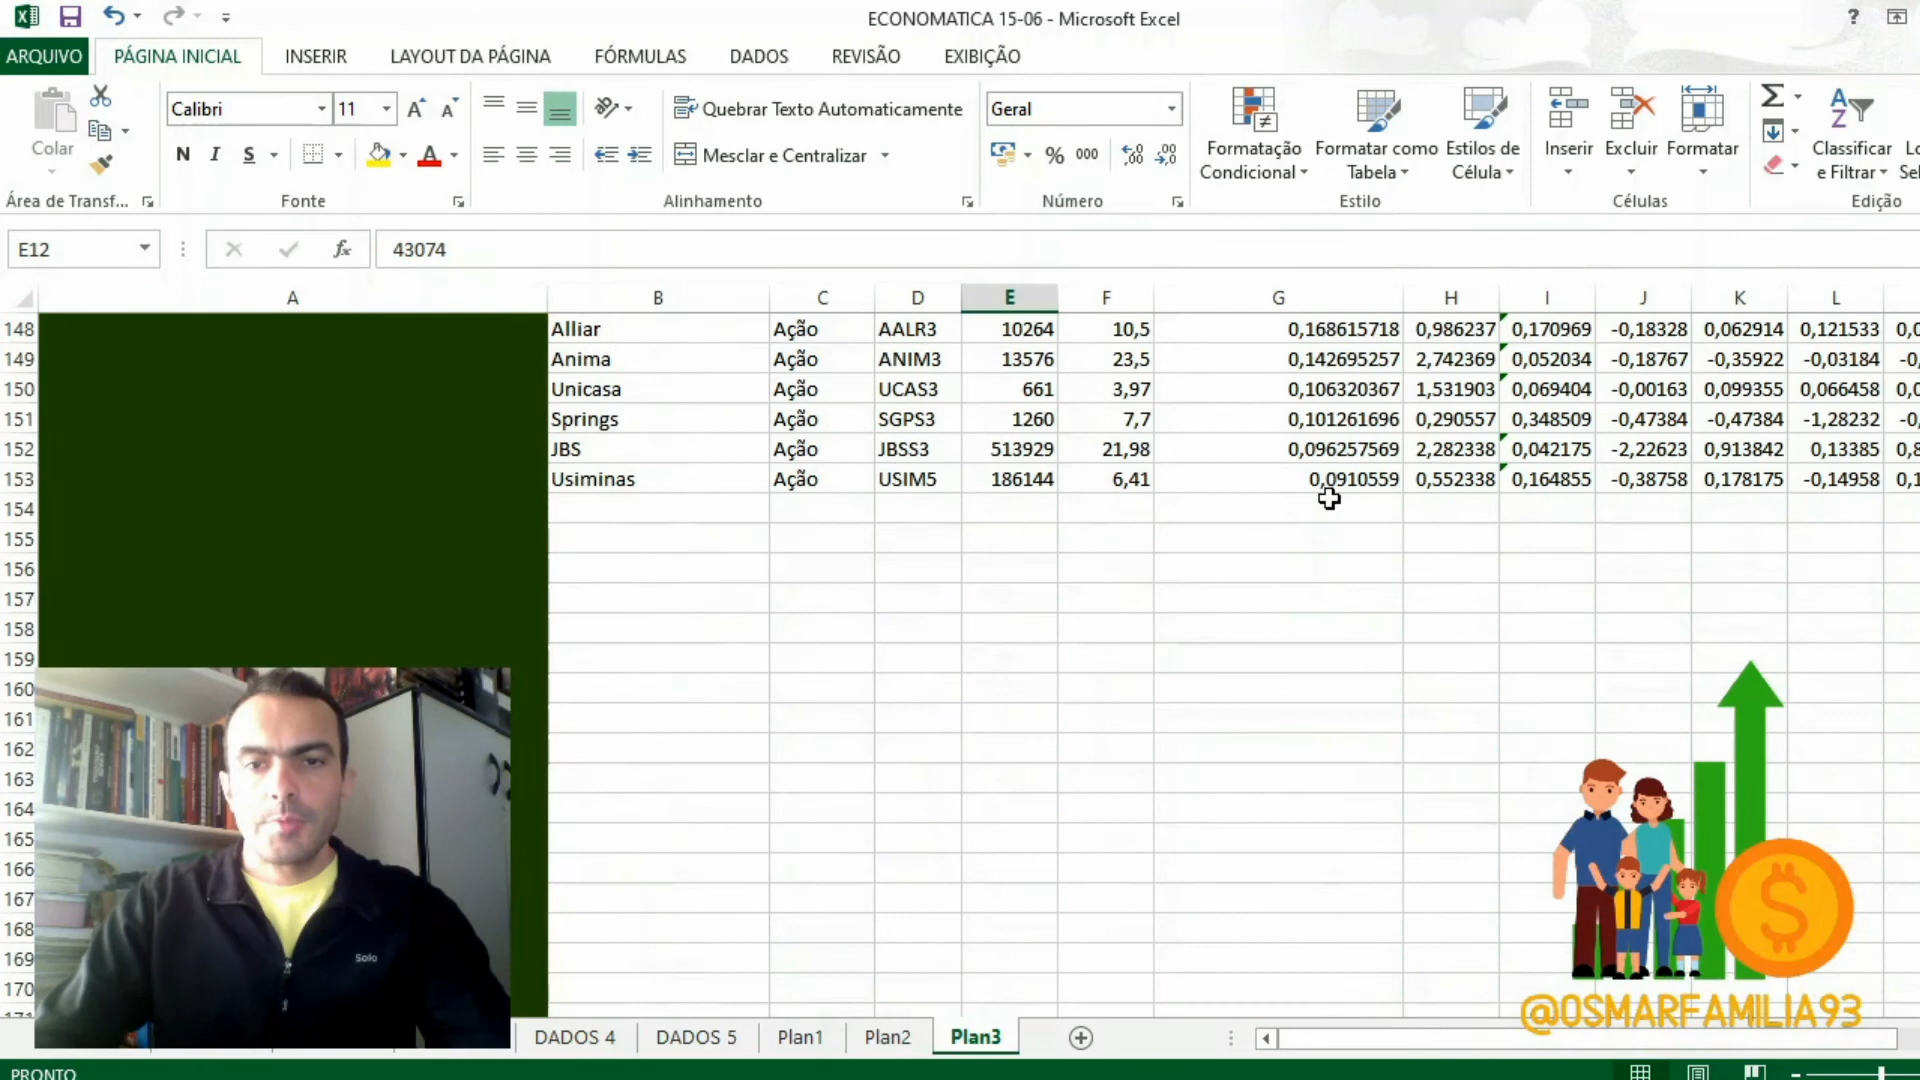 ECONOMATICA 15-06 - Microsoft Excel
?
ARQUIVO PÁGINA INICIAL INSERIR LAYOUT DA PÁGINA FÓRMULAS DADOS REVISÃO EXIBIÇÃO
Colar
Calibri 11
N I S
Quebrar Texto Automaticamente
Mesclar e Centralizar
Geral
% 000
Formatação Condicional
Formatar como Tabela
Estilos de Célula
Inserir Excluir Formatar
Classificar e Filtrar
Área de Transf... Fonte Alinhamento Número Estilo Células Edição
E12 fx 43074
A B C D E F G H I J K L
148 Alliar Ação AALR3 10264 10,5 0,168615718 0,986237 0,170969 -0,18328 0,062914 0,121533
149 Anima Ação ANIM3 13576 23,5 0,142695257 2,742369 0,052034 -0,18767 -0,35922 -0,03184
150 Unicasa Ação UCAS3 661 3,97 0,106320367 1,531903 0,069404 -0,00163 0,099355 0,066458
151 Springs Ação SGPS3 1260 7,7 0,101261696 0,290557 0,348509 -0,47384 -0,47384 -1,28232
152 JBS Ação JBSS3 513929 21,98 0,096257569 2,282338 0,042175 -2,22623 0,913842 0,13385
153 Usiminas Ação USIM5 186144 6,41 0,0910559 0,552338 0,164855 -0,38758 0,178175 -0,14958
154
155
156
157
158
159
160
161
162
163
164
165
166
167
168
169
170
Solo
@OSMARFAMILIA93
DADOS 4 DADOS 5 Plan1 Plan2 Plan3
PRONTO